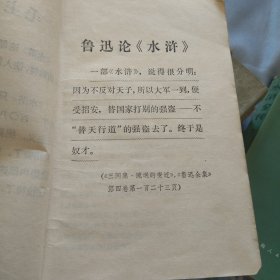 鲁迅论《水浒》
一部《水浒》，说得很分明：
因为不反对天子，所以大军一到，便
受招安，替国家打别的强盗——不
“替天行道”的强盗去了。终于是
奴才。
（《三闲集·流氓的变迁》，《鲁迅全集》
第四卷第一百二十三页）